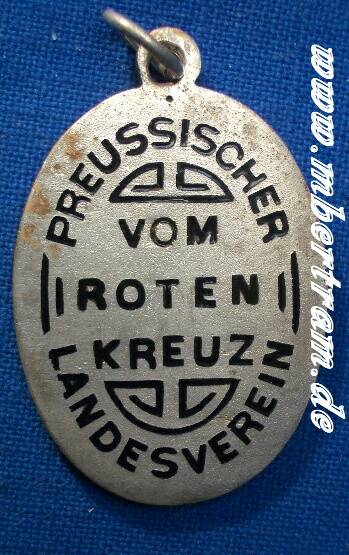 PREUSSISCHER
VOM
ROTEN
KREUZ
LANDESVEREIN
www.mbertram.de